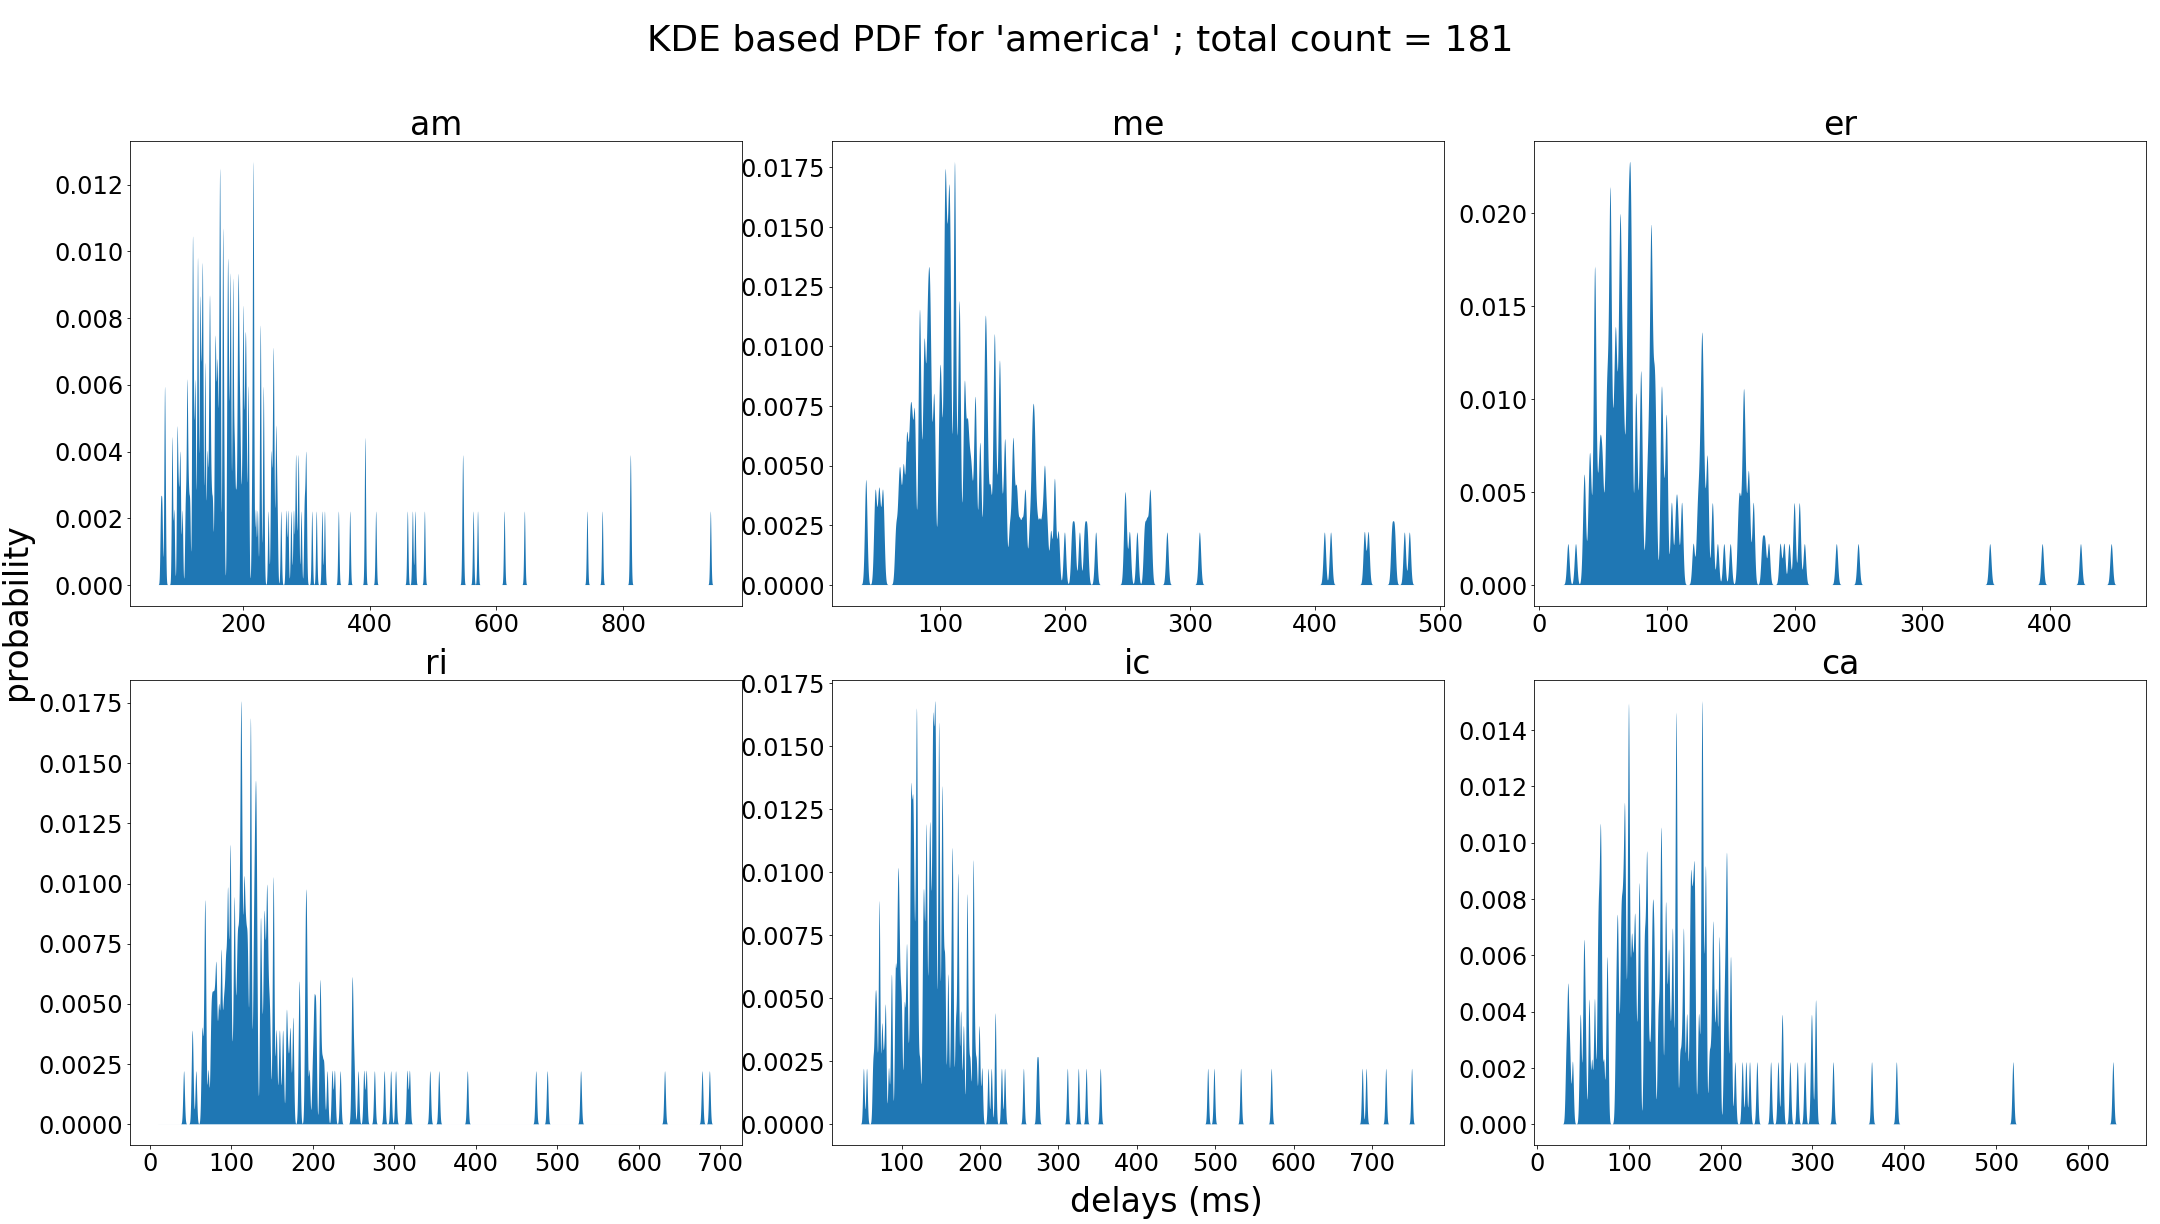 KDE based PDF for 'america' ; total count = 181
am
0.012
0.010
0.008
0.006
0.004
0.002
0.000
200 400 600 800
me
0.0175
0.0150
0.0125
0.0100
0.0075
0.0050
0.0025
0.0000
100 200 300 400 500
er
0.020
0.015
0.010
0.005
0.000
0 100 200 300 400
probability
ri
0.0175
0.0150
0.0125
0.0100
0.0075
0.0050
0.0025
0.0000
0 100 200 300 400 500 600 700
ic
0.0175
0.0150
0.0125
0.0100
0.0075
0.0050
0.0025
0.0000
100 200 300 400 500 600 700
ca
0.014
0.012
0.010
0.008
0.006
0.004
0.002
0.000
0 100 200 300 400 500 600
delays (ms)